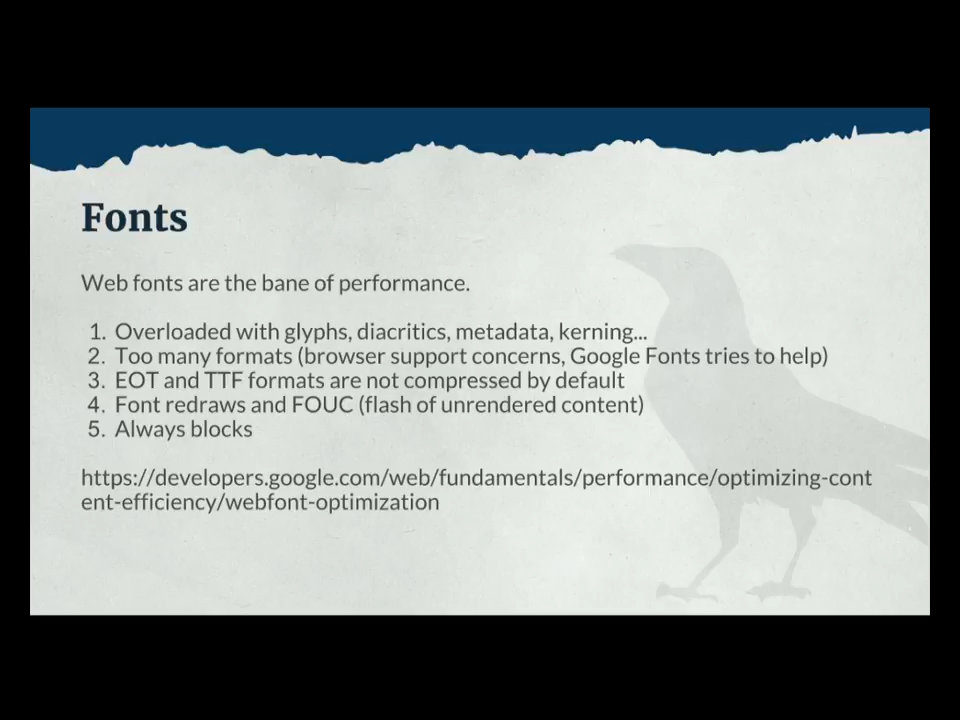 Fonts
Web fonts are the bane of performance.
1. Overloaded with glyphs, diacritics, metadata, kerning...
2. Too many formats (browser support concerns, Google Fonts tries to help)
3. EOT and TTF formats are not compressed by default
4. Font redraws and FOUC (flash of unrendered content)
5. Always blocks
https://developers.google.com/web/fundamentals/performance/optimizing-cont
ent-efficiency/webfont-optimization